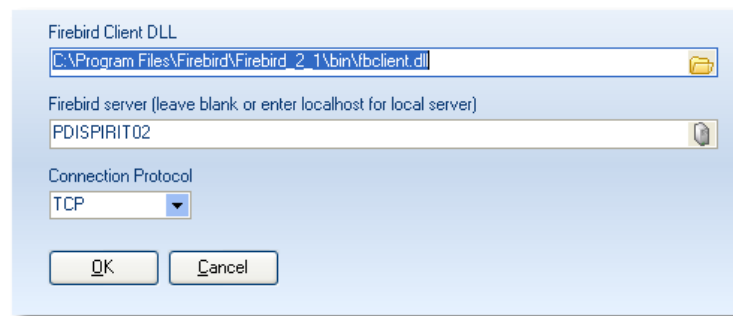 Firebird Client DLL
C:\Program Files\Firebird\Firebird_2_1\bin\fbclient.dll
Firebird server (leave blank or enter localhost for local server)
PDISPIRIT02
Connection Protocol
TCP
OK Cancel